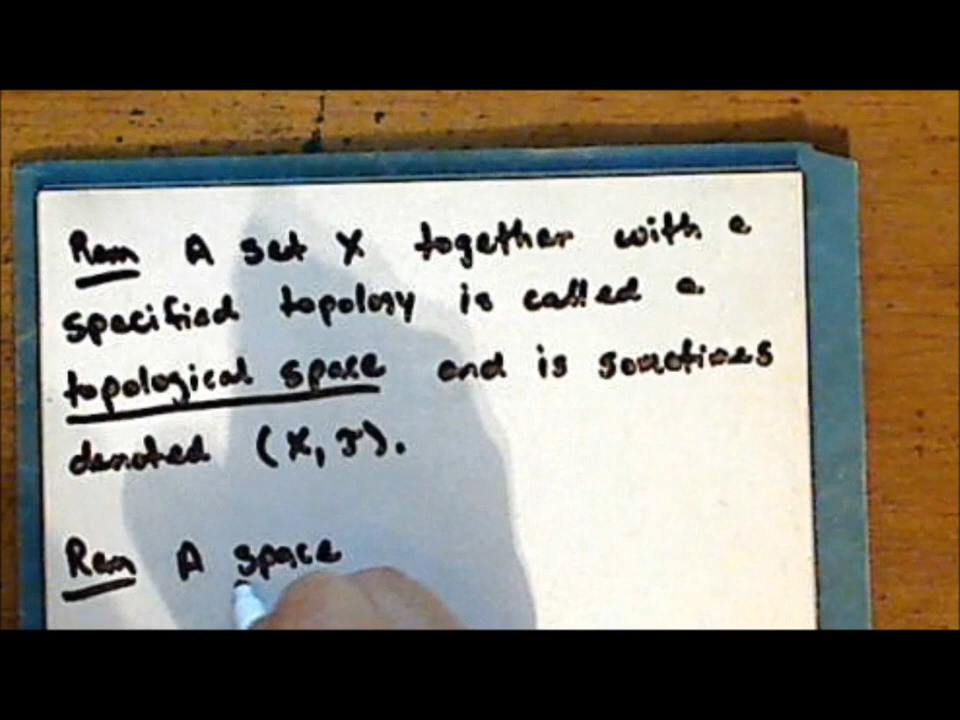 Rem A set X together with a
specified topology is called a
topological space and is sometimes
denoted (X, 𝒯).
Rem A space